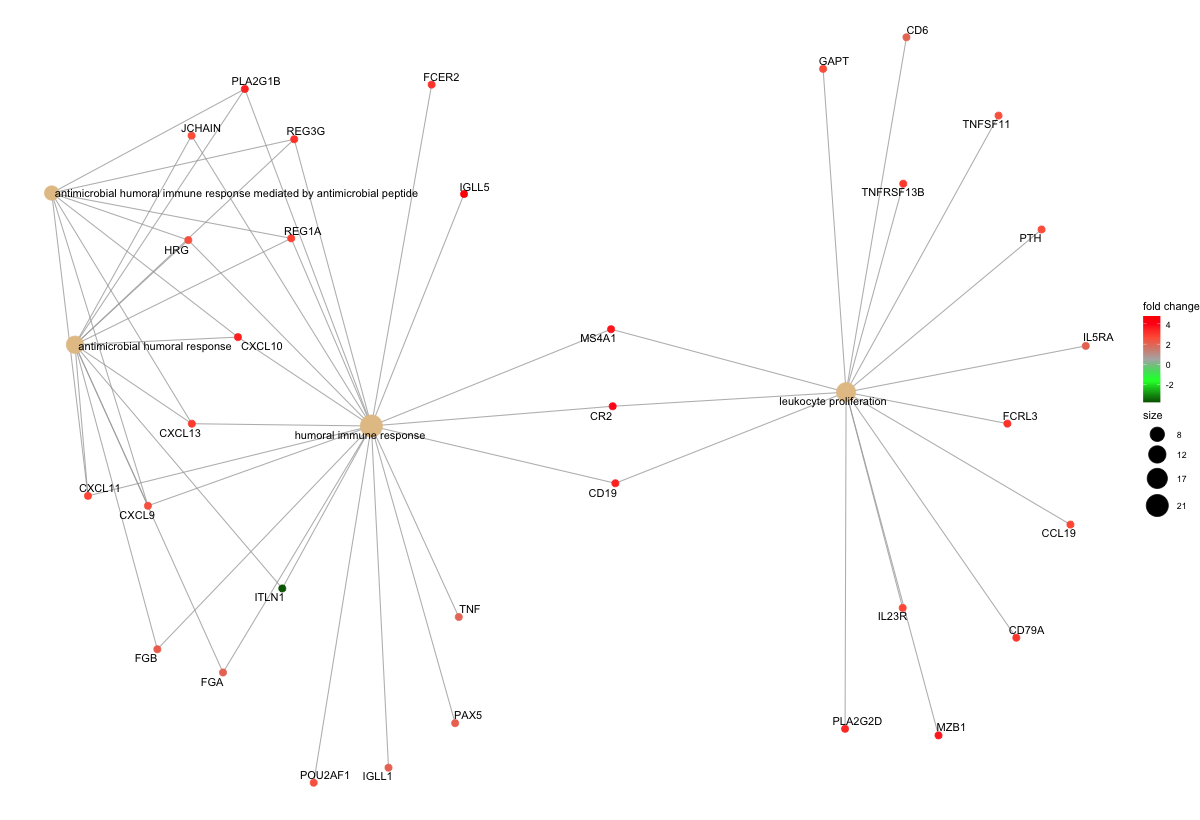 CD6
GAPT
FCER2
PLA2G1B
TNFSF11
JCHAIN
REG3G
TNFRSF13B
IGLL5
antimicrobial humoral immune response mediated by antimicrobial peptide
REG1A
PTH
HRG
fold change
4
2
0
-2
MS4A1
IL5RA
antimicrobial humoral response
CXCL10
leukocyte proliferation
size
8
12
17
21
CR2
FCRL3
CXCL13
humoral immune response
CXCL11
CD19
CXCL9
CCL19
ITLN1
TNF
IL23R
CD79A
FGB
FGA
PAX5
PLA2G2D
MZB1
POU2AF1
IGLL1